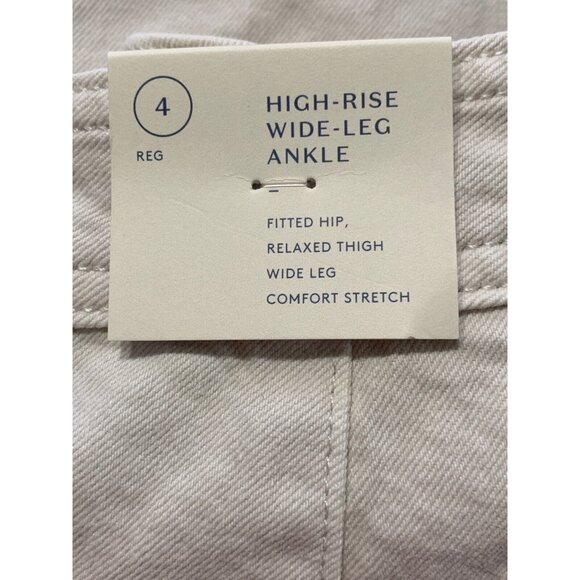 4
REG
HIGH-RISE
WIDE-LEG
ANKLE
FITTED HIP,
RELAXED THIGH
WIDE LEG
COMFORT STRETCH